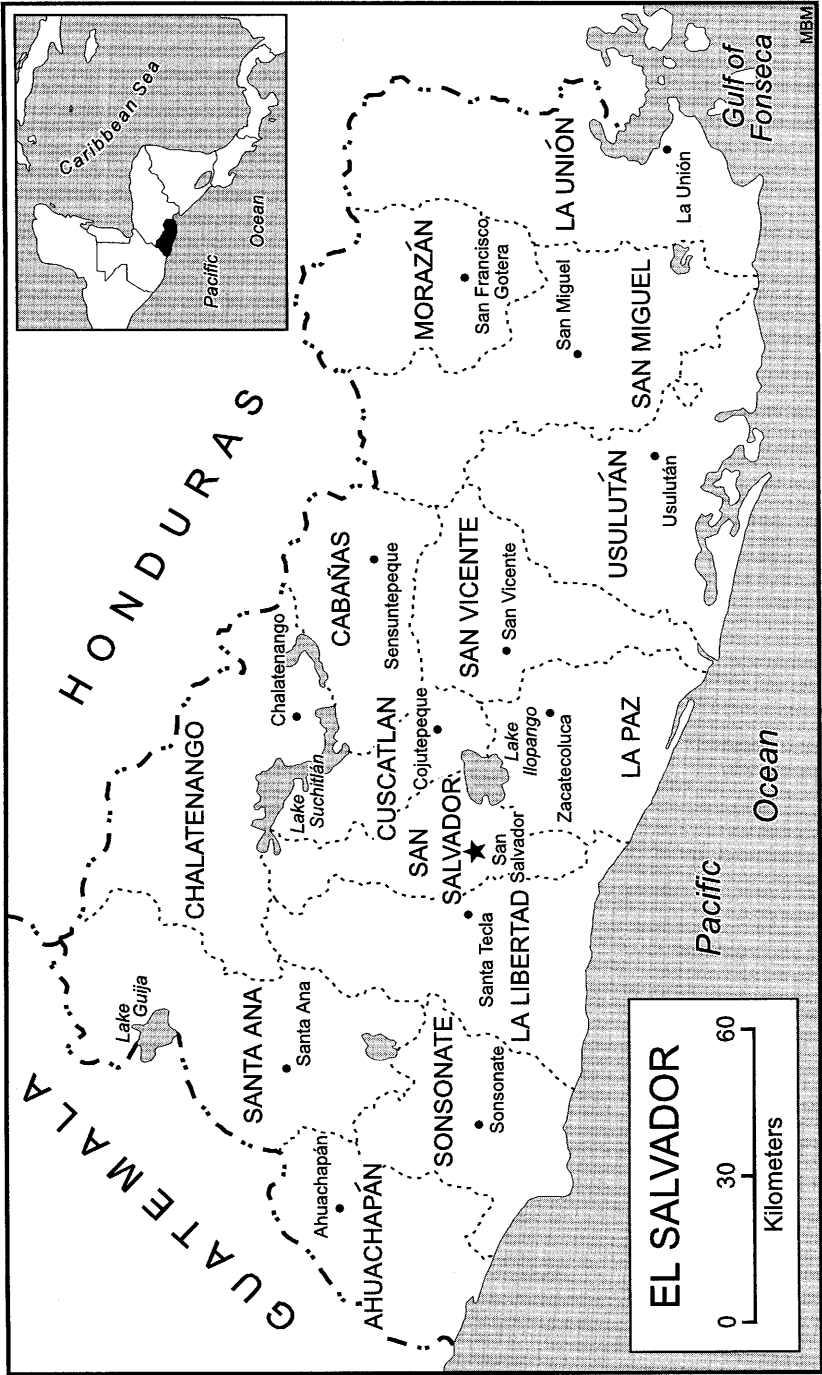 GUATEMALA
HONDURAS
Caribbean Sea
Pacific
Ocean
Lake
Guija
SANTA ANA
Santa Ana
CHALATENANGO
Chalatenango
Lake
Suchitlán
Ahuachapán
AHUACHAPÁN
SONSONATE
Sonsonate
Santa Tecla
LA LIBERTAD
SAN
SALVADOR
San
Salvador
CUSCATLAN
Cojutepeque
CABAÑAS
Sensuntepeque
Lake
Ilopango
SAN VICENTE
San Vicente
Zacatecoluca
LA PAZ
USULUTÁN
Usulután
MORAZÁN
San Francisco
Gotera
San Miguel
SAN MIGUEL
LA UNIÓN
La Unión
Gulf of
Fonseca
Pacific
Ocean
EL SALVADOR
0 30 60
Kilometers
MBM